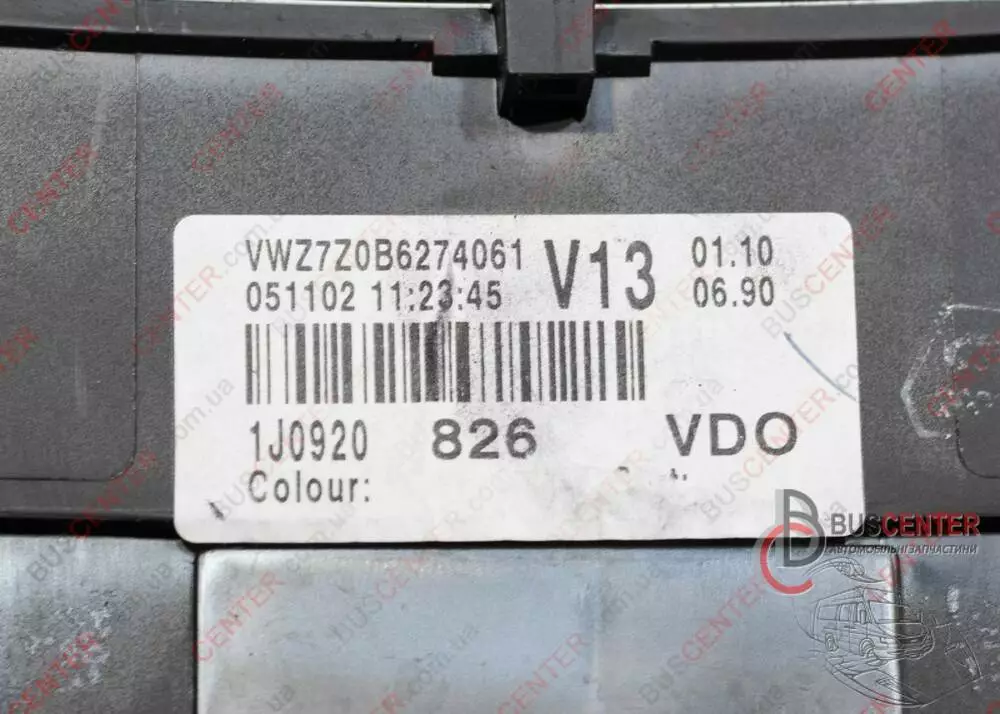 VWZ7Z0B6274061 V13 01.10
051102 11:23:45 06.90
1J0920 826 VDO
Colour:
BUSCENTER
АВТОМОБІЛЬНІ ЗАПЧАСТИНИ